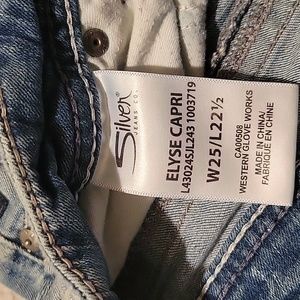 Silver
JEANS CO.
ELYSE CAPRI
L43024SJL243 1003719
W25/L22½
CA00508
WESTERN GLOVE WORKS
MADE IN CHINA/
FABRIQUÉ EN CHINE